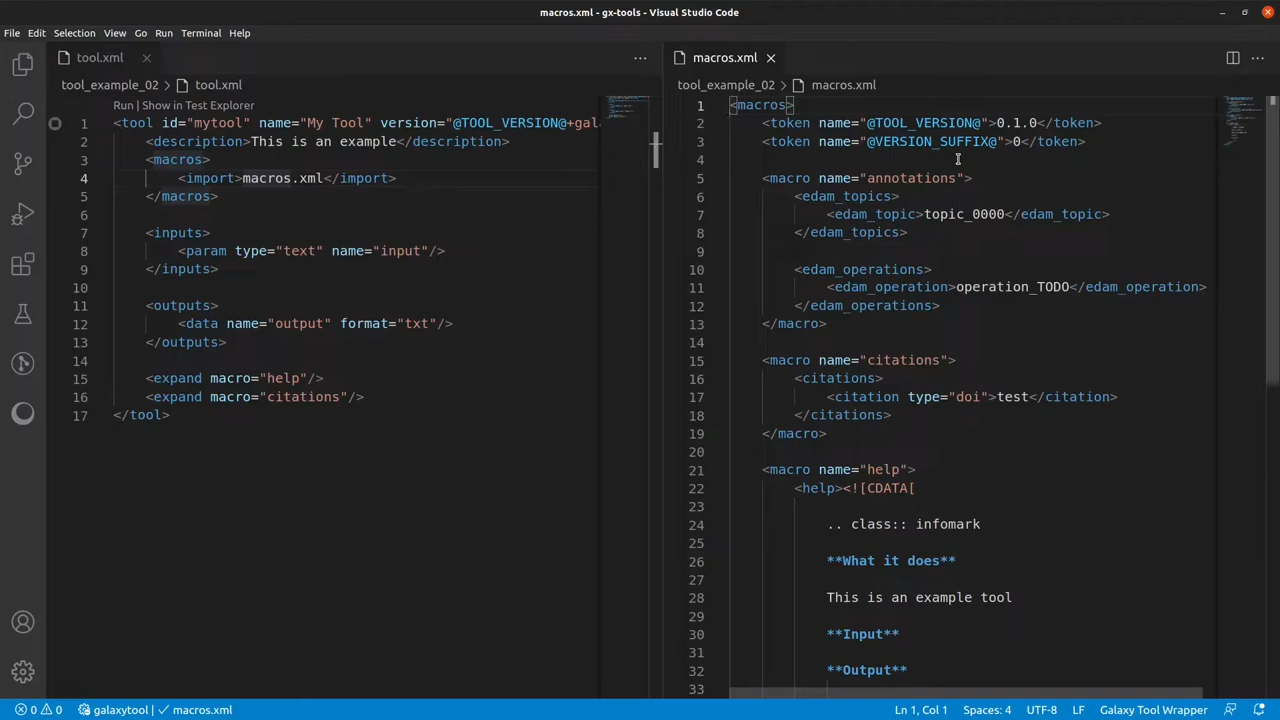 macros.xml - gx-tools - Visual Studio Code
File Edit Selection View Go Run Terminal Help
tool.xml
tool_example_02 > tool.xml
Run | Show in Test Explorer
1 <tool id="mytool" name="My Tool" version="@TOOL_VERSION@+gala
2 <description>This is an example</description>
3 <macros>
4 <import>macros.xml</import>
5 </macros>
6
7 <inputs>
8 <param type="text" name="input"/>
9 </inputs>
10
11 <outputs>
12 <data name="output" format="txt"/>
13 </outputs>
14
15 <expand macro="help"/>
16 <expand macro="citations"/>
17 </tool>
macros.xml
tool_example_02 > macros.xml
1 <macros>
2 <token name="@TOOL_VERSION@">0.1.0</token>
3 <token name="@VERSION_SUFFIX@">0</token>
4
5 <macro name="annotations">
6 <edam_topics>
7 <edam_topic>topic_0000</edam_topic>
8 </edam_topics>
9
10 <edam_operations>
11 <edam_operation>operation_TODO</edam_operation>
12 </edam_operations>
13 </macro>
14
15 <macro name="citations">
16 <citations>
17 <citation type="doi">test</citation>
18 </citations>
19 </macro>
20
21 <macro name="help">
22 <help><![CDATA[
23
24 .. class:: infomark
25
26 **What it does**
27
28 This is an example tool
29
30 **Input**
31
32 **Output**
33
0 0 galaxytool | macros.xml Ln 1, Col 1 Spaces: 4 UTF-8 LF Galaxy Tool Wrapper